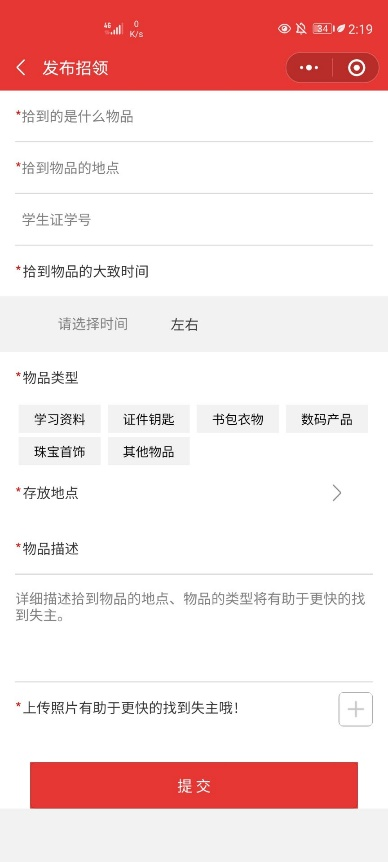 4G 0 K/s 84 2:19
发布招领
*拾到的是什么物品
*拾到物品的地点
学生证学号
*拾到物品的大致时间
请选择时间 左右
*物品类型
学习资料 证件钥匙 书包衣物 数码产品
珠宝首饰 其他物品
*存放地点
*物品描述
详细描述拾到物品的地点、物品的类型将有助于更快的找
到失主。
*上传照片有助于更快的找到失主哦!
提交